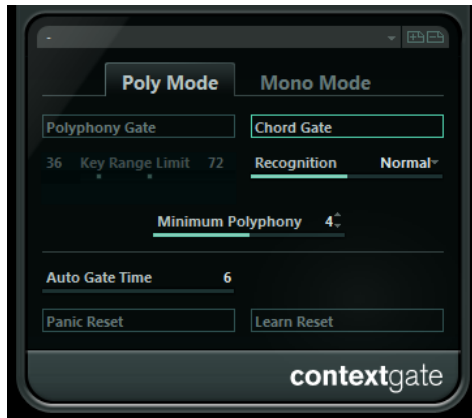 -
Poly Mode Mono Mode
Polyphony Gate Chord Gate
36 Key Range Limit 72 Recognition Normal
Minimum Polyphony 4
Auto Gate Time 6
Panic Reset Learn Reset
contextgate